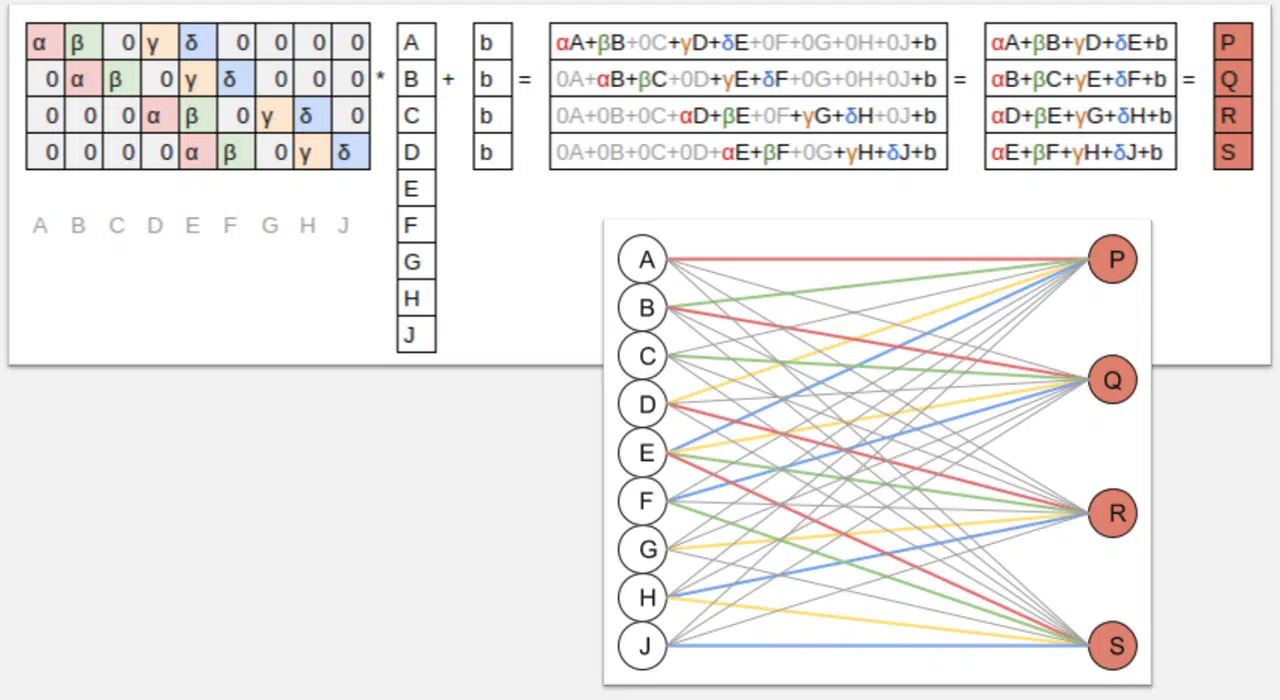 α β 0 γ δ 0 0 0 0 * A + b = αA+βB+0C+γD+δE+0F+0G+0H+0J+b = αA+βB+γD+δE+b = P
0 α β 0 γ δ 0 0 0 B b 0A+αB+βC+0D+γE+δF+0G+0H+0J+b αB+βC+γE+δF+b Q
0 0 0 α β 0 γ δ 0 C b 0A+0B+0C+αD+βE+0F+γG+δH+0J+b αD+βE+γG+δH+b R
0 0 0 0 α β 0 γ δ D b 0A+0B+0C+0D+αE+βF+0G+γH+δJ+b αE+βF+γH+δJ+b S
E
A B C D E F G H J F
G
H
J
A P
B
C Q
D
E
F R
G
H
J S